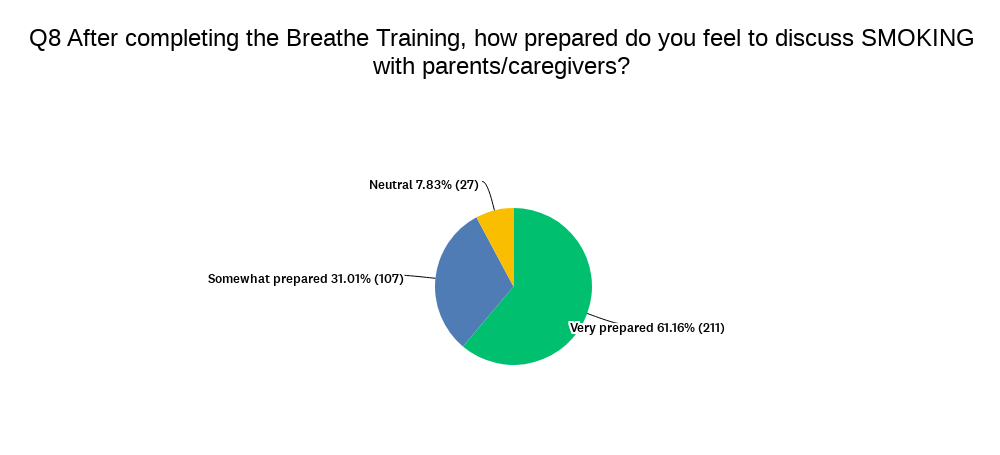 Q8 After completing the Breathe Training, how prepared do you feel to discuss SMOKING
with parents/caregivers?
Neutral 7.83% (27)
Somewhat prepared 31.01% (107)
Very prepared 61.16% (211)